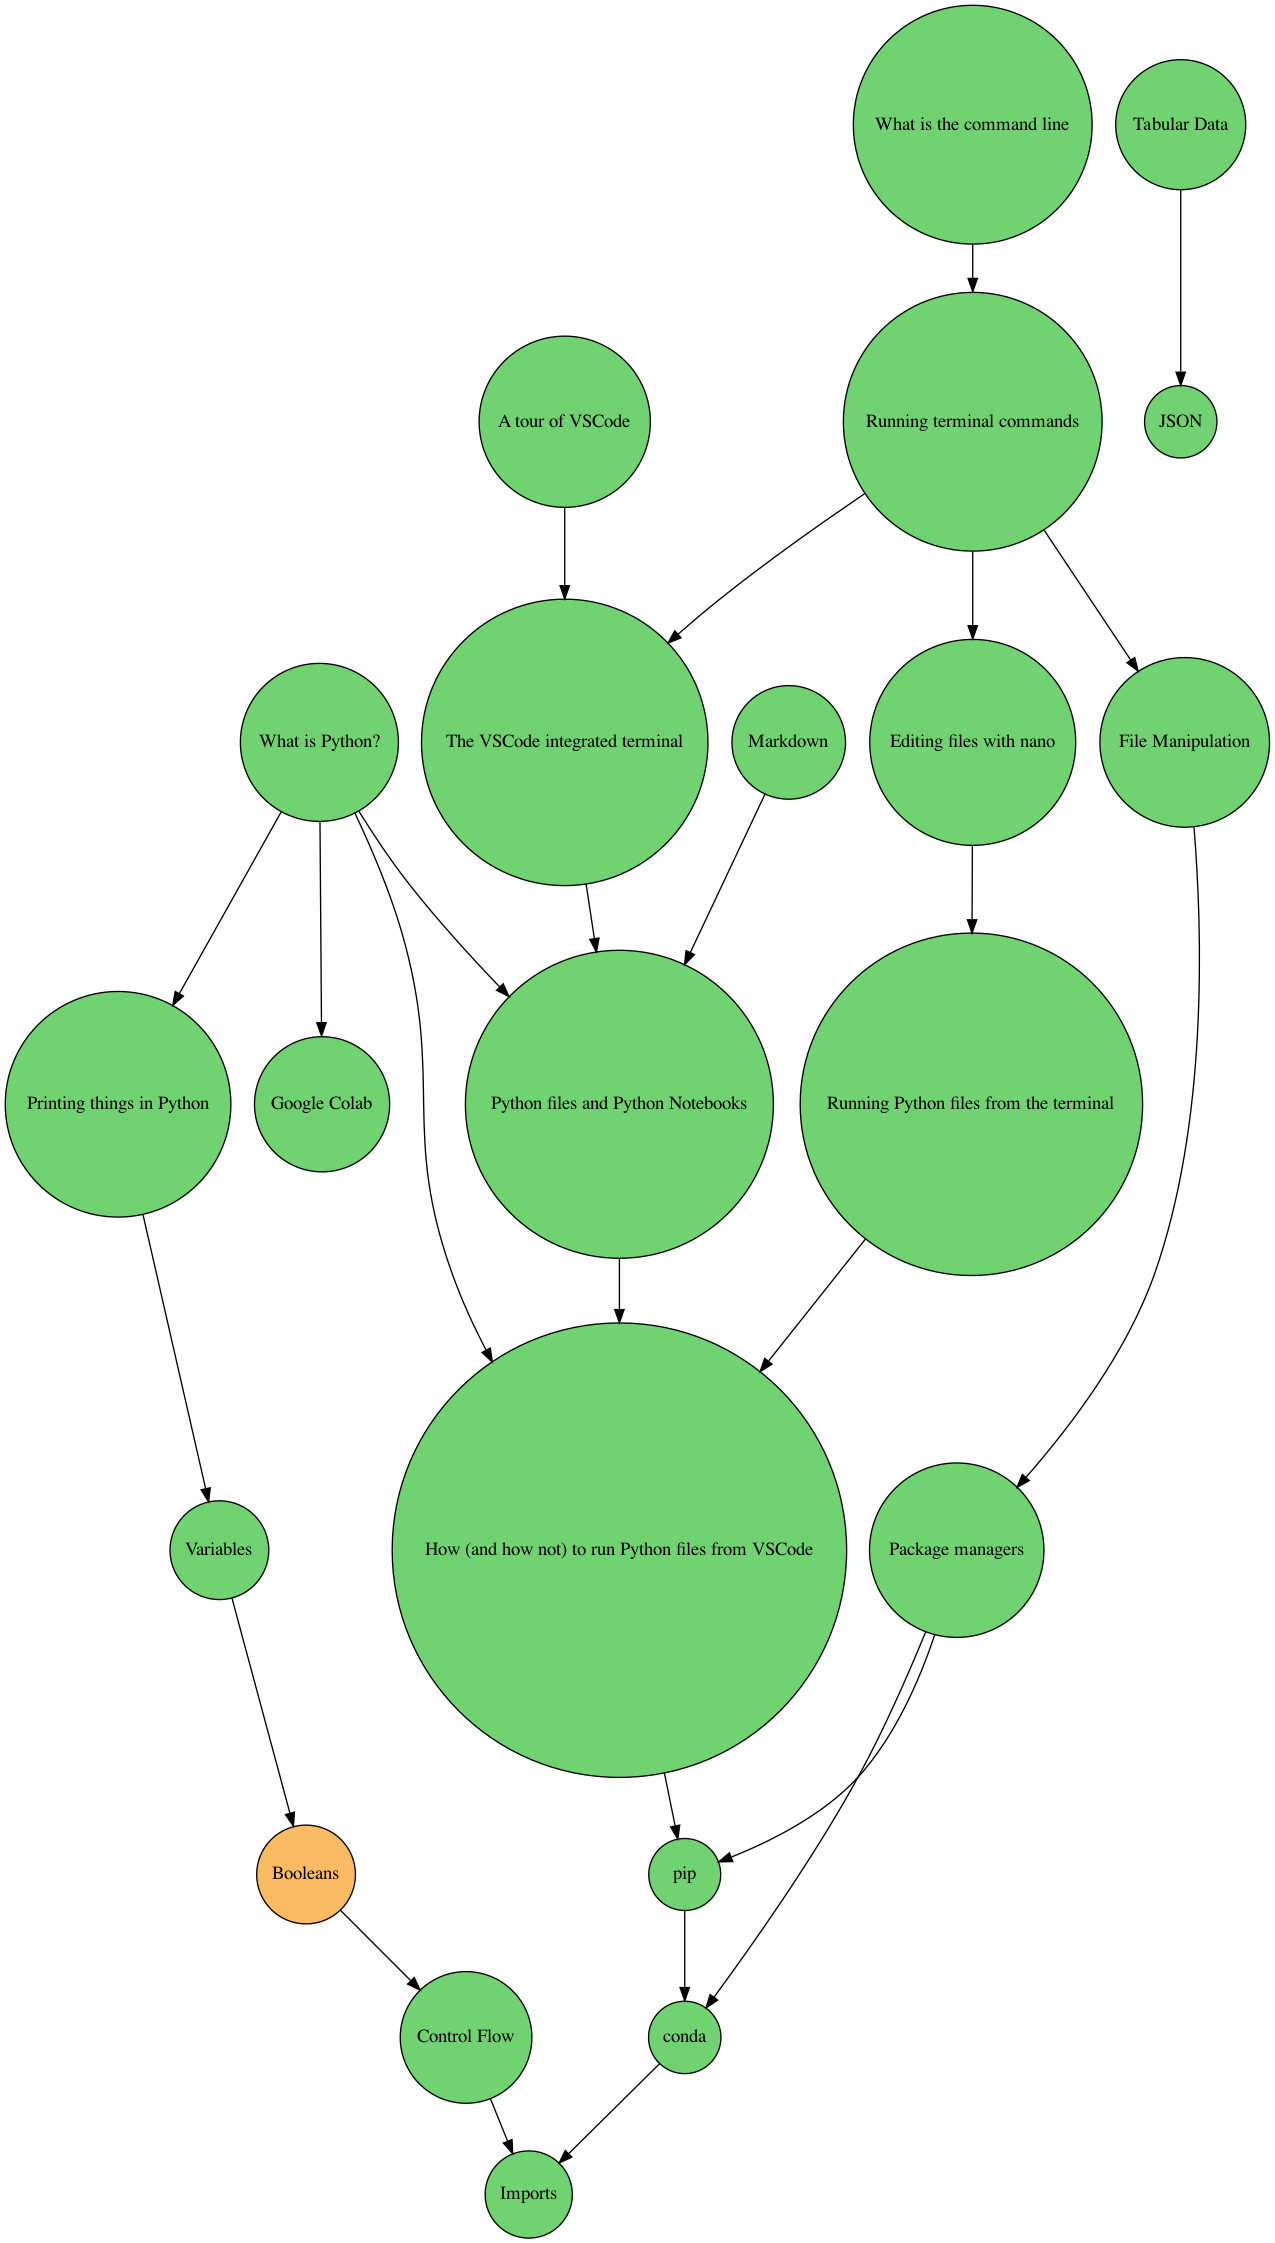 What is the command line
Tabular Data
A tour of VSCode
Running terminal commands
JSON
What is Python?
The VSCode integrated terminal
Markdown
Editing files with nano
File Manipulation
Printing things in Python
Google Colab
Python files and Python Notebooks
Running Python files from the terminal
Variables
How (and how not) to run Python files from VSCode
Package managers
Booleans
pip
Control Flow
conda
Imports